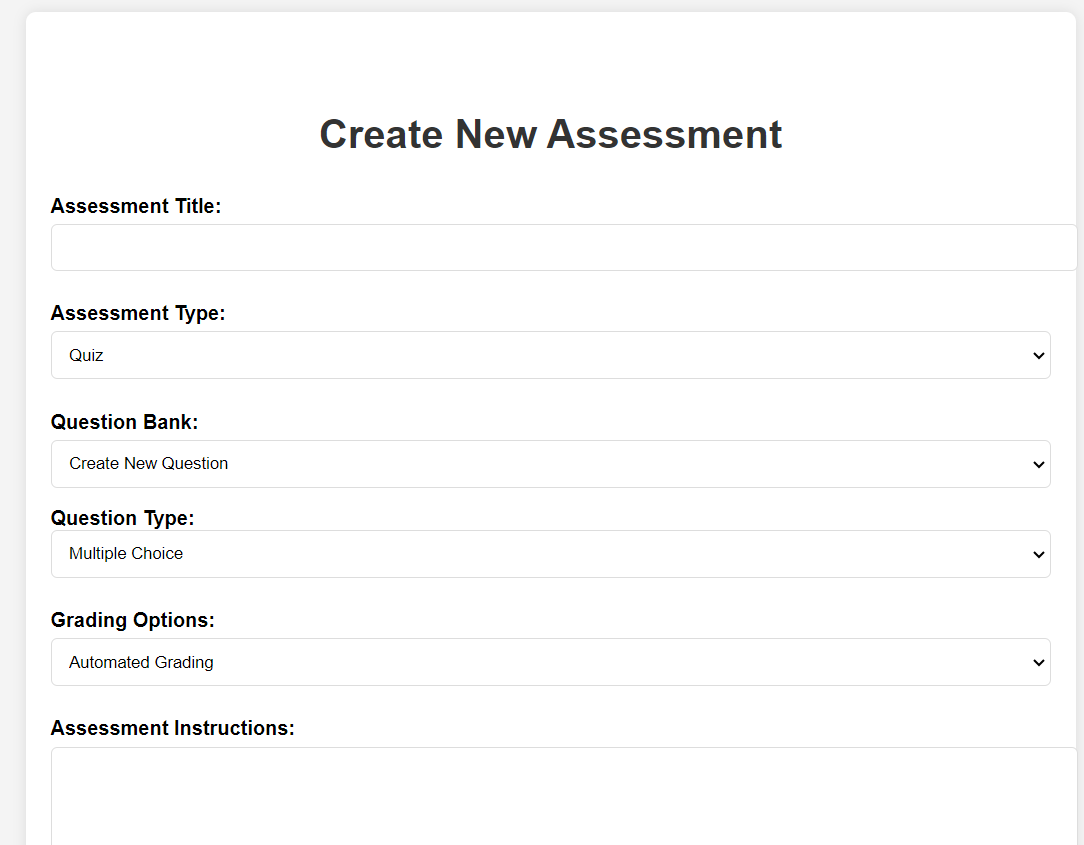 Create New Assessment
Assessment Title:
Assessment Type:
Quiz
Question Bank:
Create New Question
Question Type:
Multiple Choice
Grading Options:
Automated Grading
Assessment Instructions: